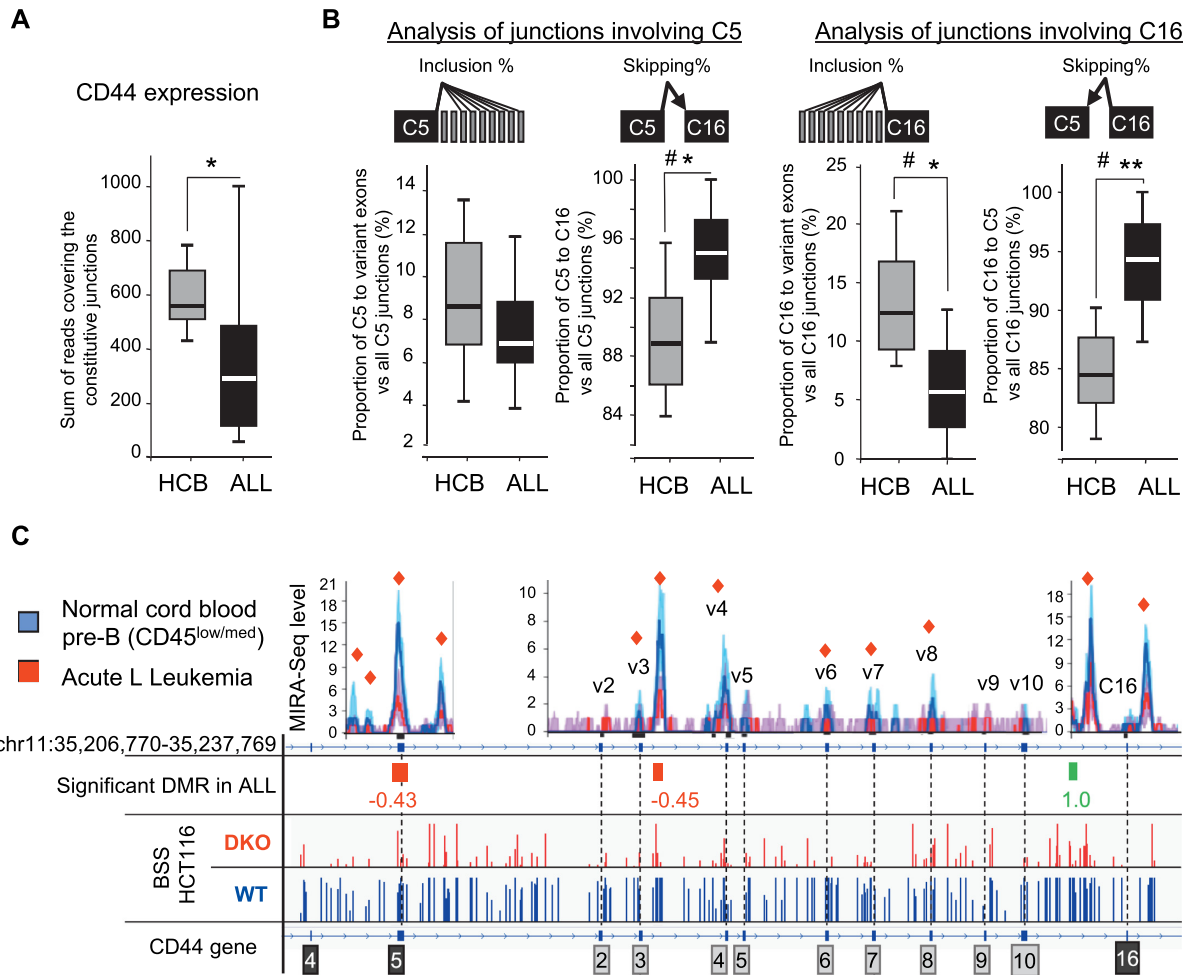 A
CD44 expression
Sum of reads covering the
constitutive junctions
1000
800
600
400
200
0
*
HCB ALL
B
Analysis of junctions involving C5
Inclusion %
C5
Proportion of C5 to variant exons
vs all C5 junctions (%)
14
12
10
8
6
4
2
HCB ALL
Skipping%
C5 C16
# *
Proportion of C5 to C16
vs all C5 junctions (%)
100
96
92
88
84
HCB ALL
Analysis of junctions involving C16
Inclusion %
C16
# *
Proportion of C16 to variant exons
vs all C16 junctions (%)
25
20
15
10
5
0
HCB ALL
Skipping%
C5 C16
# **
Proportion of C16 to C5
vs all C16 junctions (%)
100
95
90
85
80
HCB ALL
C
Normal cord blood
pre-B (CD45low/med)
Acute L Leukemia
MIRA-Seq level
21
18
15
12
9
6
3
0
10
8
6
4
2
0
v2 v3 v4 v5 v6 v7 v8 v9 v10
18
15
12
9
6
3
0
C16
chr11:35,206,770-35,237,769
Significant DMR in ALL
-0.43 -0.45 1.0
BSS
HCT116
DKO
WT
CD44 gene
4 5 2 3 4 5 6 7 8 9 10 16